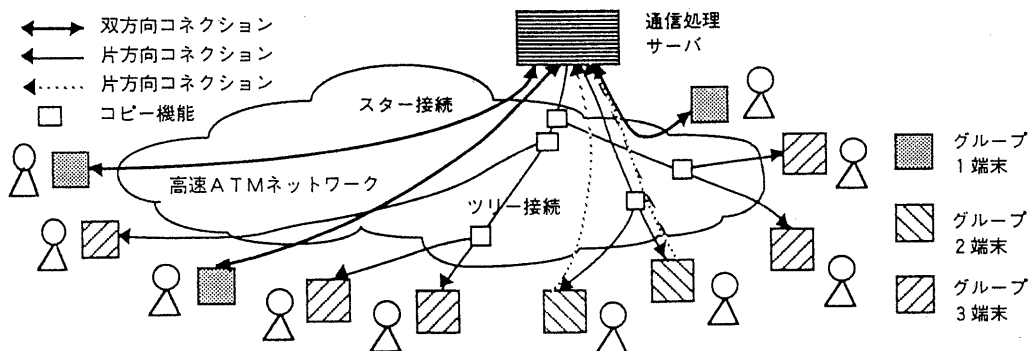 双方向コネクション
片方向コネクション
片方向コネクション
コピー機能
通信処理
サーバ
スター接続
高速ATMネットワーク
ツリー接続
グループ
1端末
グループ
2端末
グループ
3端末